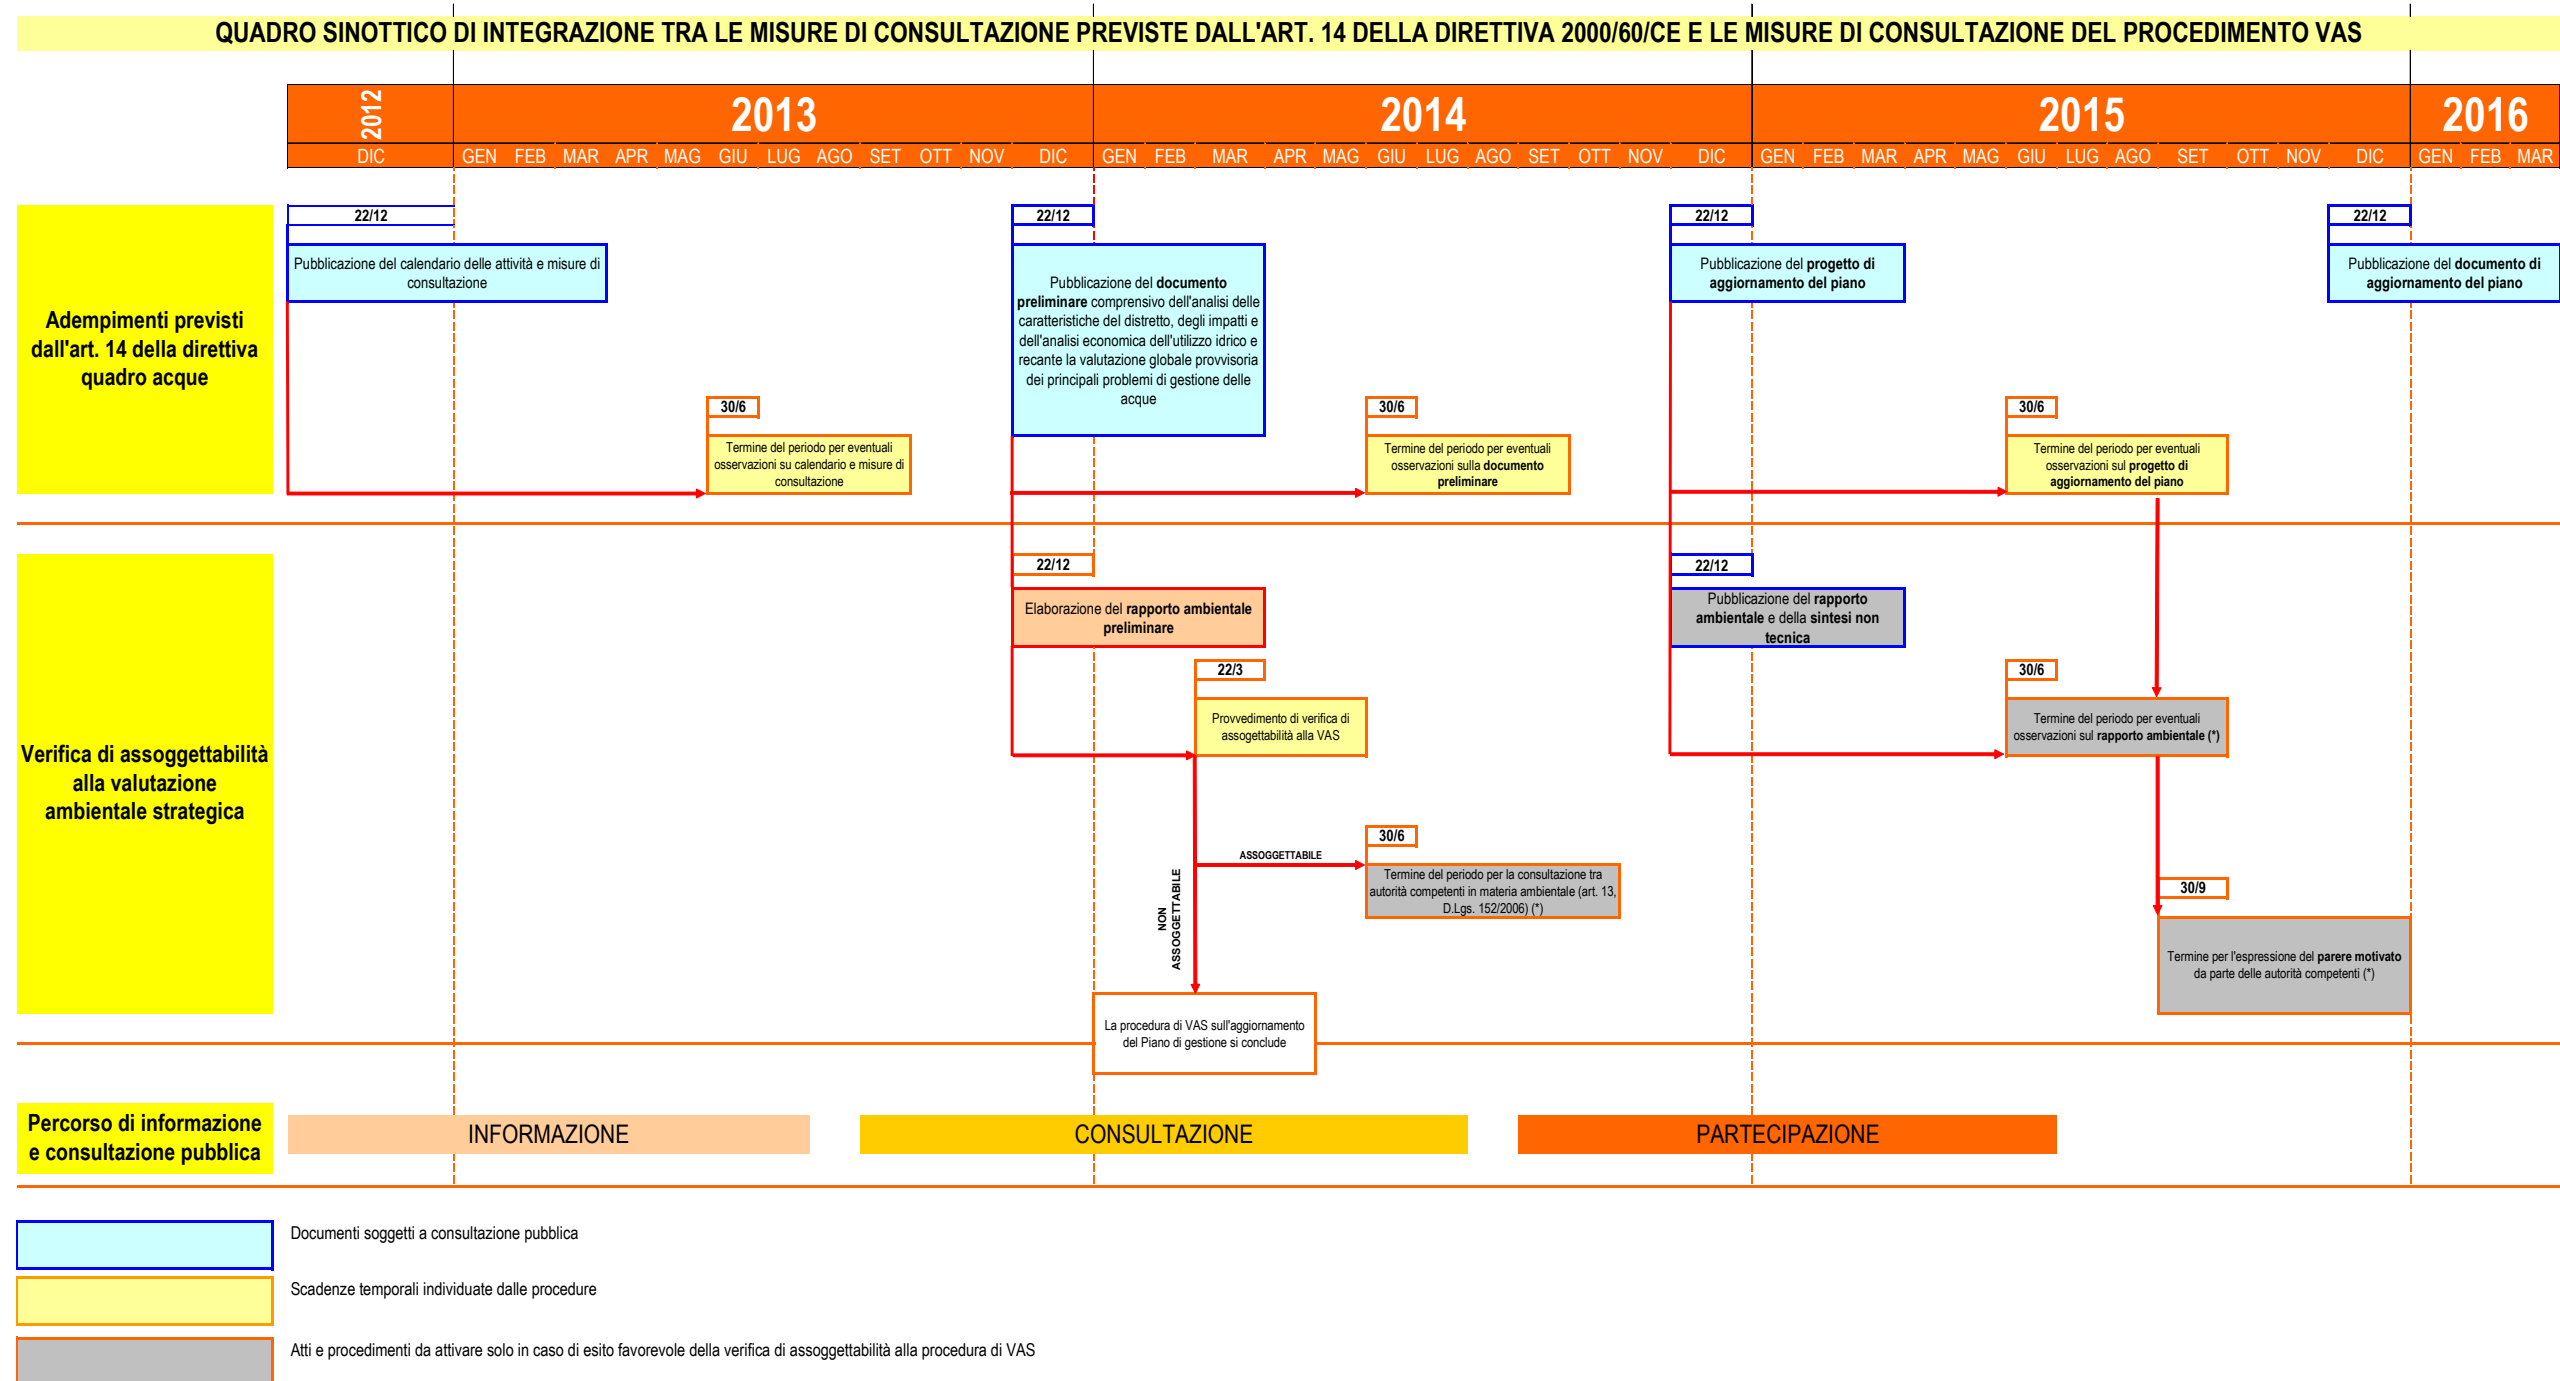 QUADRO SINOTTICO DI INTEGRAZIONE TRA LE MISURE DI CONSULTAZIONE PREVISTE DALL'ART. 14 DELLA DIRETTIVA 2000/60/CE E LE MISURE DI CONSULTAZIONE DEL PROCEDIMENTO VAS
2012 2013 2014 2015 2016
DIC GEN FEB MAR APR MAG GIU LUG AGO SET OTT NOV DIC GEN FEB MAR APR MAG GIU LUG AGO SET OTT NOV DIC GEN FEB MAR APR MAG GIU LUG AGO SET OTT NOV DIC GEN FEB MAR
Adempimenti previsti
dall'art. 14 della direttiva
quadro acque
22/12
Pubblicazione del calendario delle attività e misure di
consultazione
30/6
Termine del periodo per eventuali
osservazioni su calendario e misure di
consultazione
22/12
Pubblicazione del documento
preliminare comprensivo dell'analisi delle
caratteristiche del distretto, degli impatti e
dell'analisi economica dell'utilizzo idrico e
recante la valutazione globale provvisoria
dei principali problemi di gestione delle
acque
30/6
Termine del periodo per eventuali
osservazioni sulla documento
preliminare
22/12
Pubblicazione del progetto di
aggiornamento del piano
30/6
Termine del periodo per eventuali
osservazioni sul progetto di
aggiornamento del piano
22/12
Pubblicazione del documento di
aggiornamento del piano
Verifica di assoggettabilità
alla valutazione
ambientale strategica
22/12
Elaborazione del rapporto ambientale
preliminare
22/3
Provvedimento di verifica di
assogettabilità alla VAS
ASSOGGETTABILE
NON
ASSOGGETTABILE
30/6
Termine del periodo per la consultazione tra
autorità competenti in materia ambientale (art. 13,
D.Lgs. 152/2006) (*)
La procedura di VAS sull'aggiornamento
del Piano di gestione si conclude
22/12
Pubblicazione del rapporto
ambientale e della sintesi non
tecnica
30/6
Termine del periodo per eventuali
osservazioni sul rapporto ambientale (*)
30/9
Termine per l'espressione del parere motivato
da parte delle autorità competenti (*)
Percorso di informazione
e consultazione pubblica
INFORMAZIONE
CONSULTAZIONE
PARTECIPAZIONE
Documenti soggetti a consultazione pubblica
Scadenze temporali individuate dalle procedure
Atti e procedimenti da attivare solo in caso di esito favorevole della verifica di assoggettabilità alla procedura di VAS